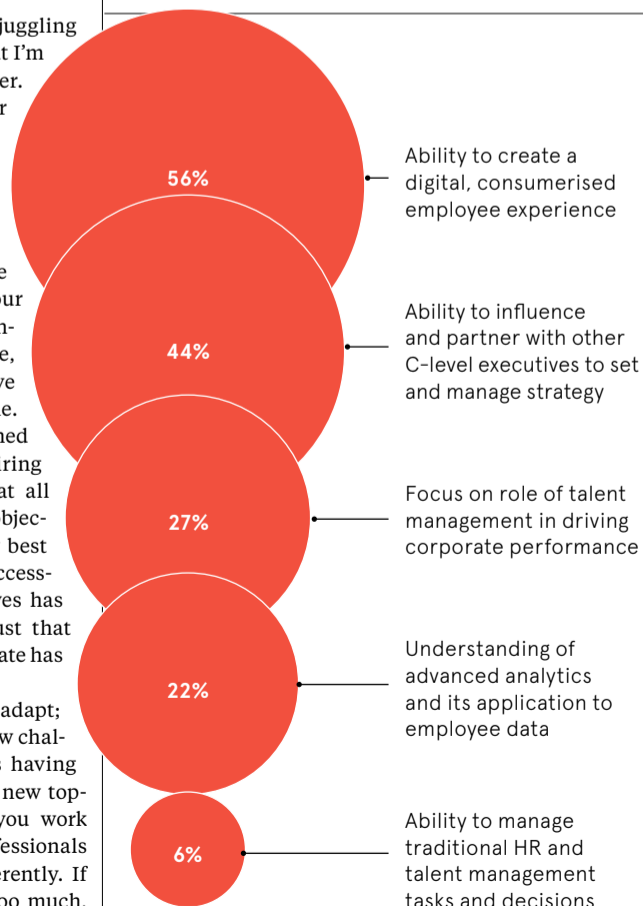 juggling
I'm
er.
r
e
our
n-
e,
ve
e.
ned
iring
at all
objec-
best
ccess-
ves has
ust that
ate has
adapt;
w chal-
s having
new top-
you work
fessionals
erently. If
oo much.
56%
Ability to create a
digital, consumerised
employee experience
44%
Ability to influence
and partner with other
C-level executives to set
and manage strategy
27%
Focus on role of talent
management in driving
corporate performance
22%
Understanding of
advanced analytics
and its application to
employee data
6%
Ability to manage
traditional HR and
talent management
tasks and decisions